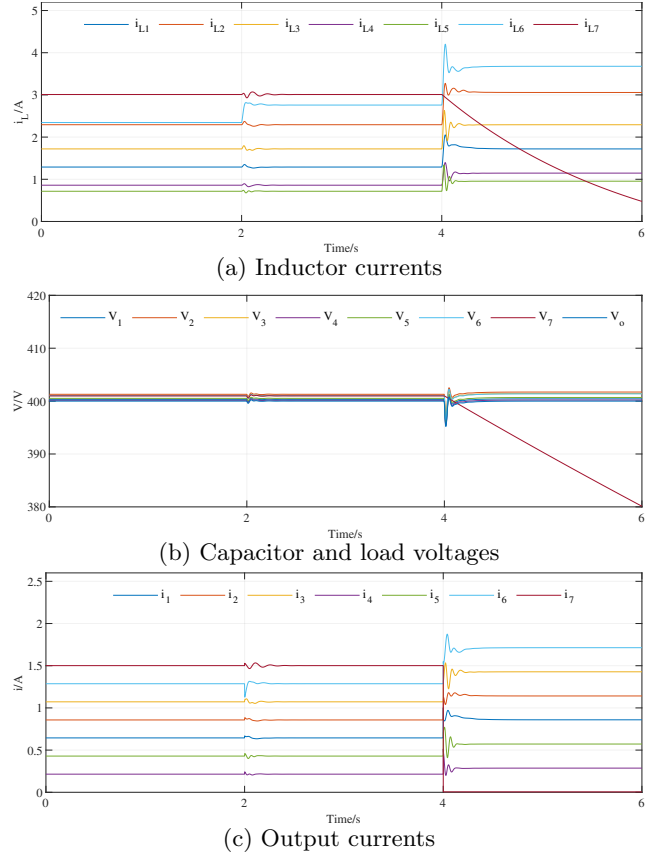 i_L1 i_L2 i_L3 i_L4 i_L5 i_L6 i_L7
5
4
3
2
1
0
i_L/A
0 2 4 6
Time/s
(a) Inductor currents
V_1 V_2 V_3 V_4 V_5 V_6 V_7 V_o
420
410
400
390
380
V/V
0 2 4 6
Time/s
(b) Capacitor and load voltages
i_1 i_2 i_3 i_4 i_5 i_6 i_7
2.5
2
1.5
1
0.5
0
i/A
0 2 4 6
Time/s
(c) Output currents